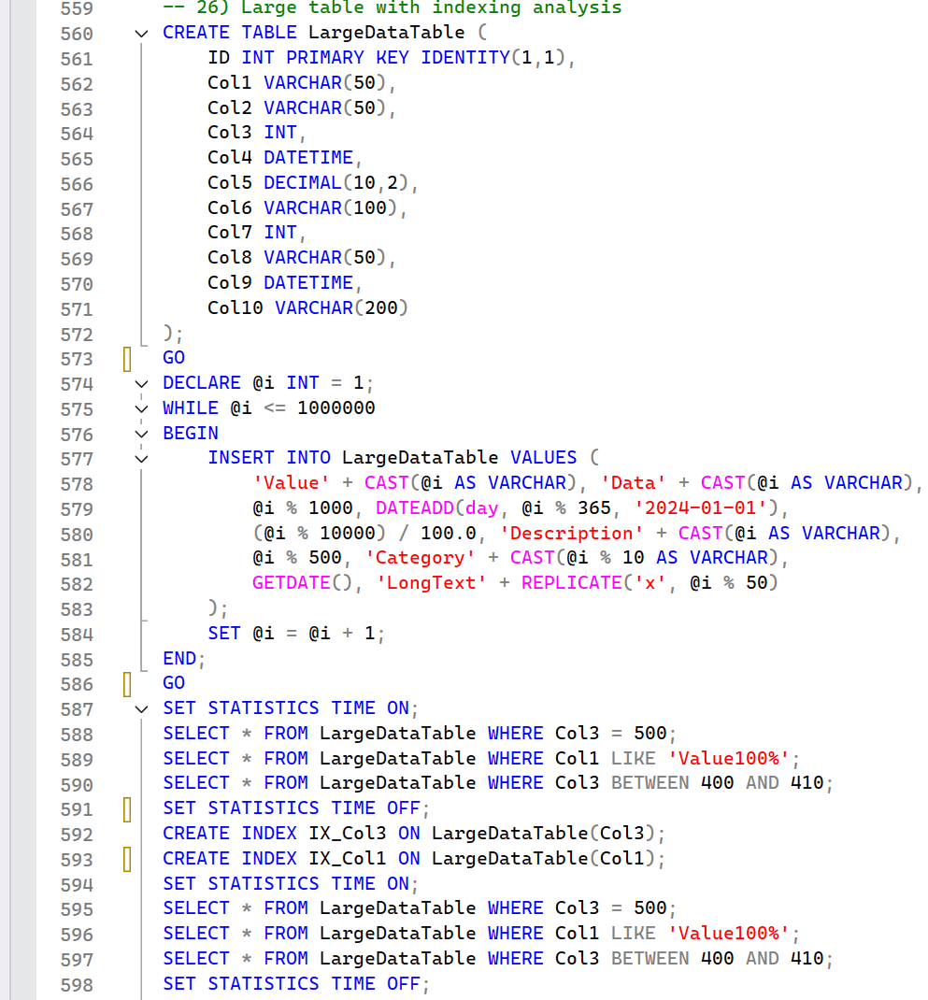 559 -- 26) Large table with indexing analysis
560 CREATE TABLE LargeDataTable (
561     ID INT PRIMARY KEY IDENTITY(1,1),
562     Col1 VARCHAR(50),
563     Col2 VARCHAR(50),
564     Col3 INT,
565     Col4 DATETIME,
566     Col5 DECIMAL(10,2),
567     Col6 VARCHAR(100),
568     Col7 INT,
569     Col8 VARCHAR(50),
570     Col9 DATETIME,
571     Col10 VARCHAR(200)
572 );
573 GO
574 DECLARE @i INT = 1;
575 WHILE @i <= 1000000
576 BEGIN
577     INSERT INTO LargeDataTable VALUES (
578         'Value' + CAST(@i AS VARCHAR), 'Data' + CAST(@i AS VARCHAR),
579         @i % 1000, DATEADD(day, @i % 365, '2024-01-01'),
580         (@i % 10000) / 100.0, 'Description' + CAST(@i AS VARCHAR),
581         @i % 500, 'Category' + CAST(@i % 10 AS VARCHAR),
582         GETDATE(), 'LongText' + REPLICATE('x', @i % 50)
583     );
584     SET @i = @i + 1;
585 END;
586 GO
587 SET STATISTICS TIME ON;
588 SELECT * FROM LargeDataTable WHERE Col3 = 500;
589 SELECT * FROM LargeDataTable WHERE Col1 LIKE 'Value100%';
590 SELECT * FROM LargeDataTable WHERE Col3 BETWEEN 400 AND 410;
591 SET STATISTICS TIME OFF;
592 CREATE INDEX IX_Col3 ON LargeDataTable(Col3);
593 CREATE INDEX IX_Col1 ON LargeDataTable(Col1);
594 SET STATISTICS TIME ON;
595 SELECT * FROM LargeDataTable WHERE Col3 = 500;
596 SELECT * FROM LargeDataTable WHERE Col1 LIKE 'Value100%';
597 SELECT * FROM LargeDataTable WHERE Col3 BETWEEN 400 AND 410;
598 SET STATISTICS TIME OFF;